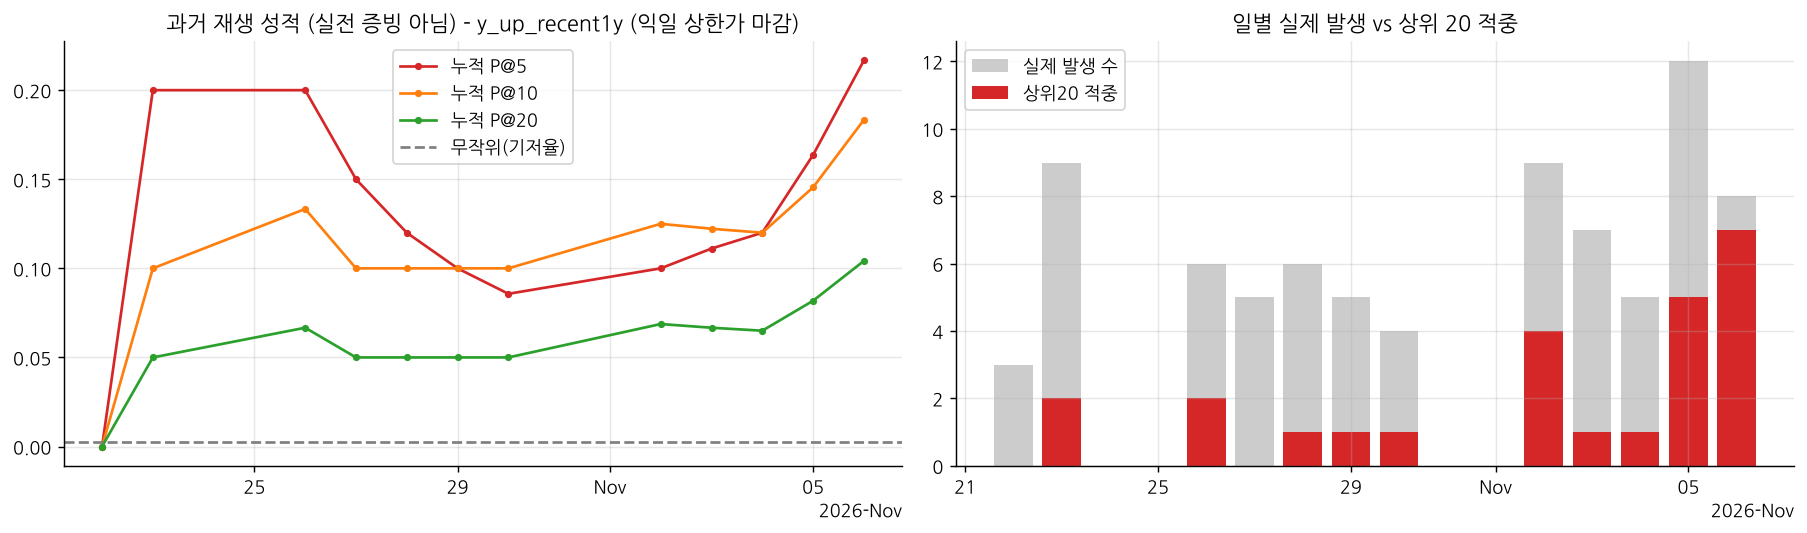 과거 재생 성적 (실전 증빙 아님) - y_up_recent1y (익일 상한가 마감)
누적 P@5
누적 P@10
누적 P@20
무작위(기저율)
0.20
0.15
0.10
0.05
0.00
25
29
Nov
05
2026-Nov
일별 실제 발생 vs 상위 20 적중
실제 발생 수
상위20 적중
12
10
8
6
4
2
0
21
25
29
Nov
05
2026-Nov